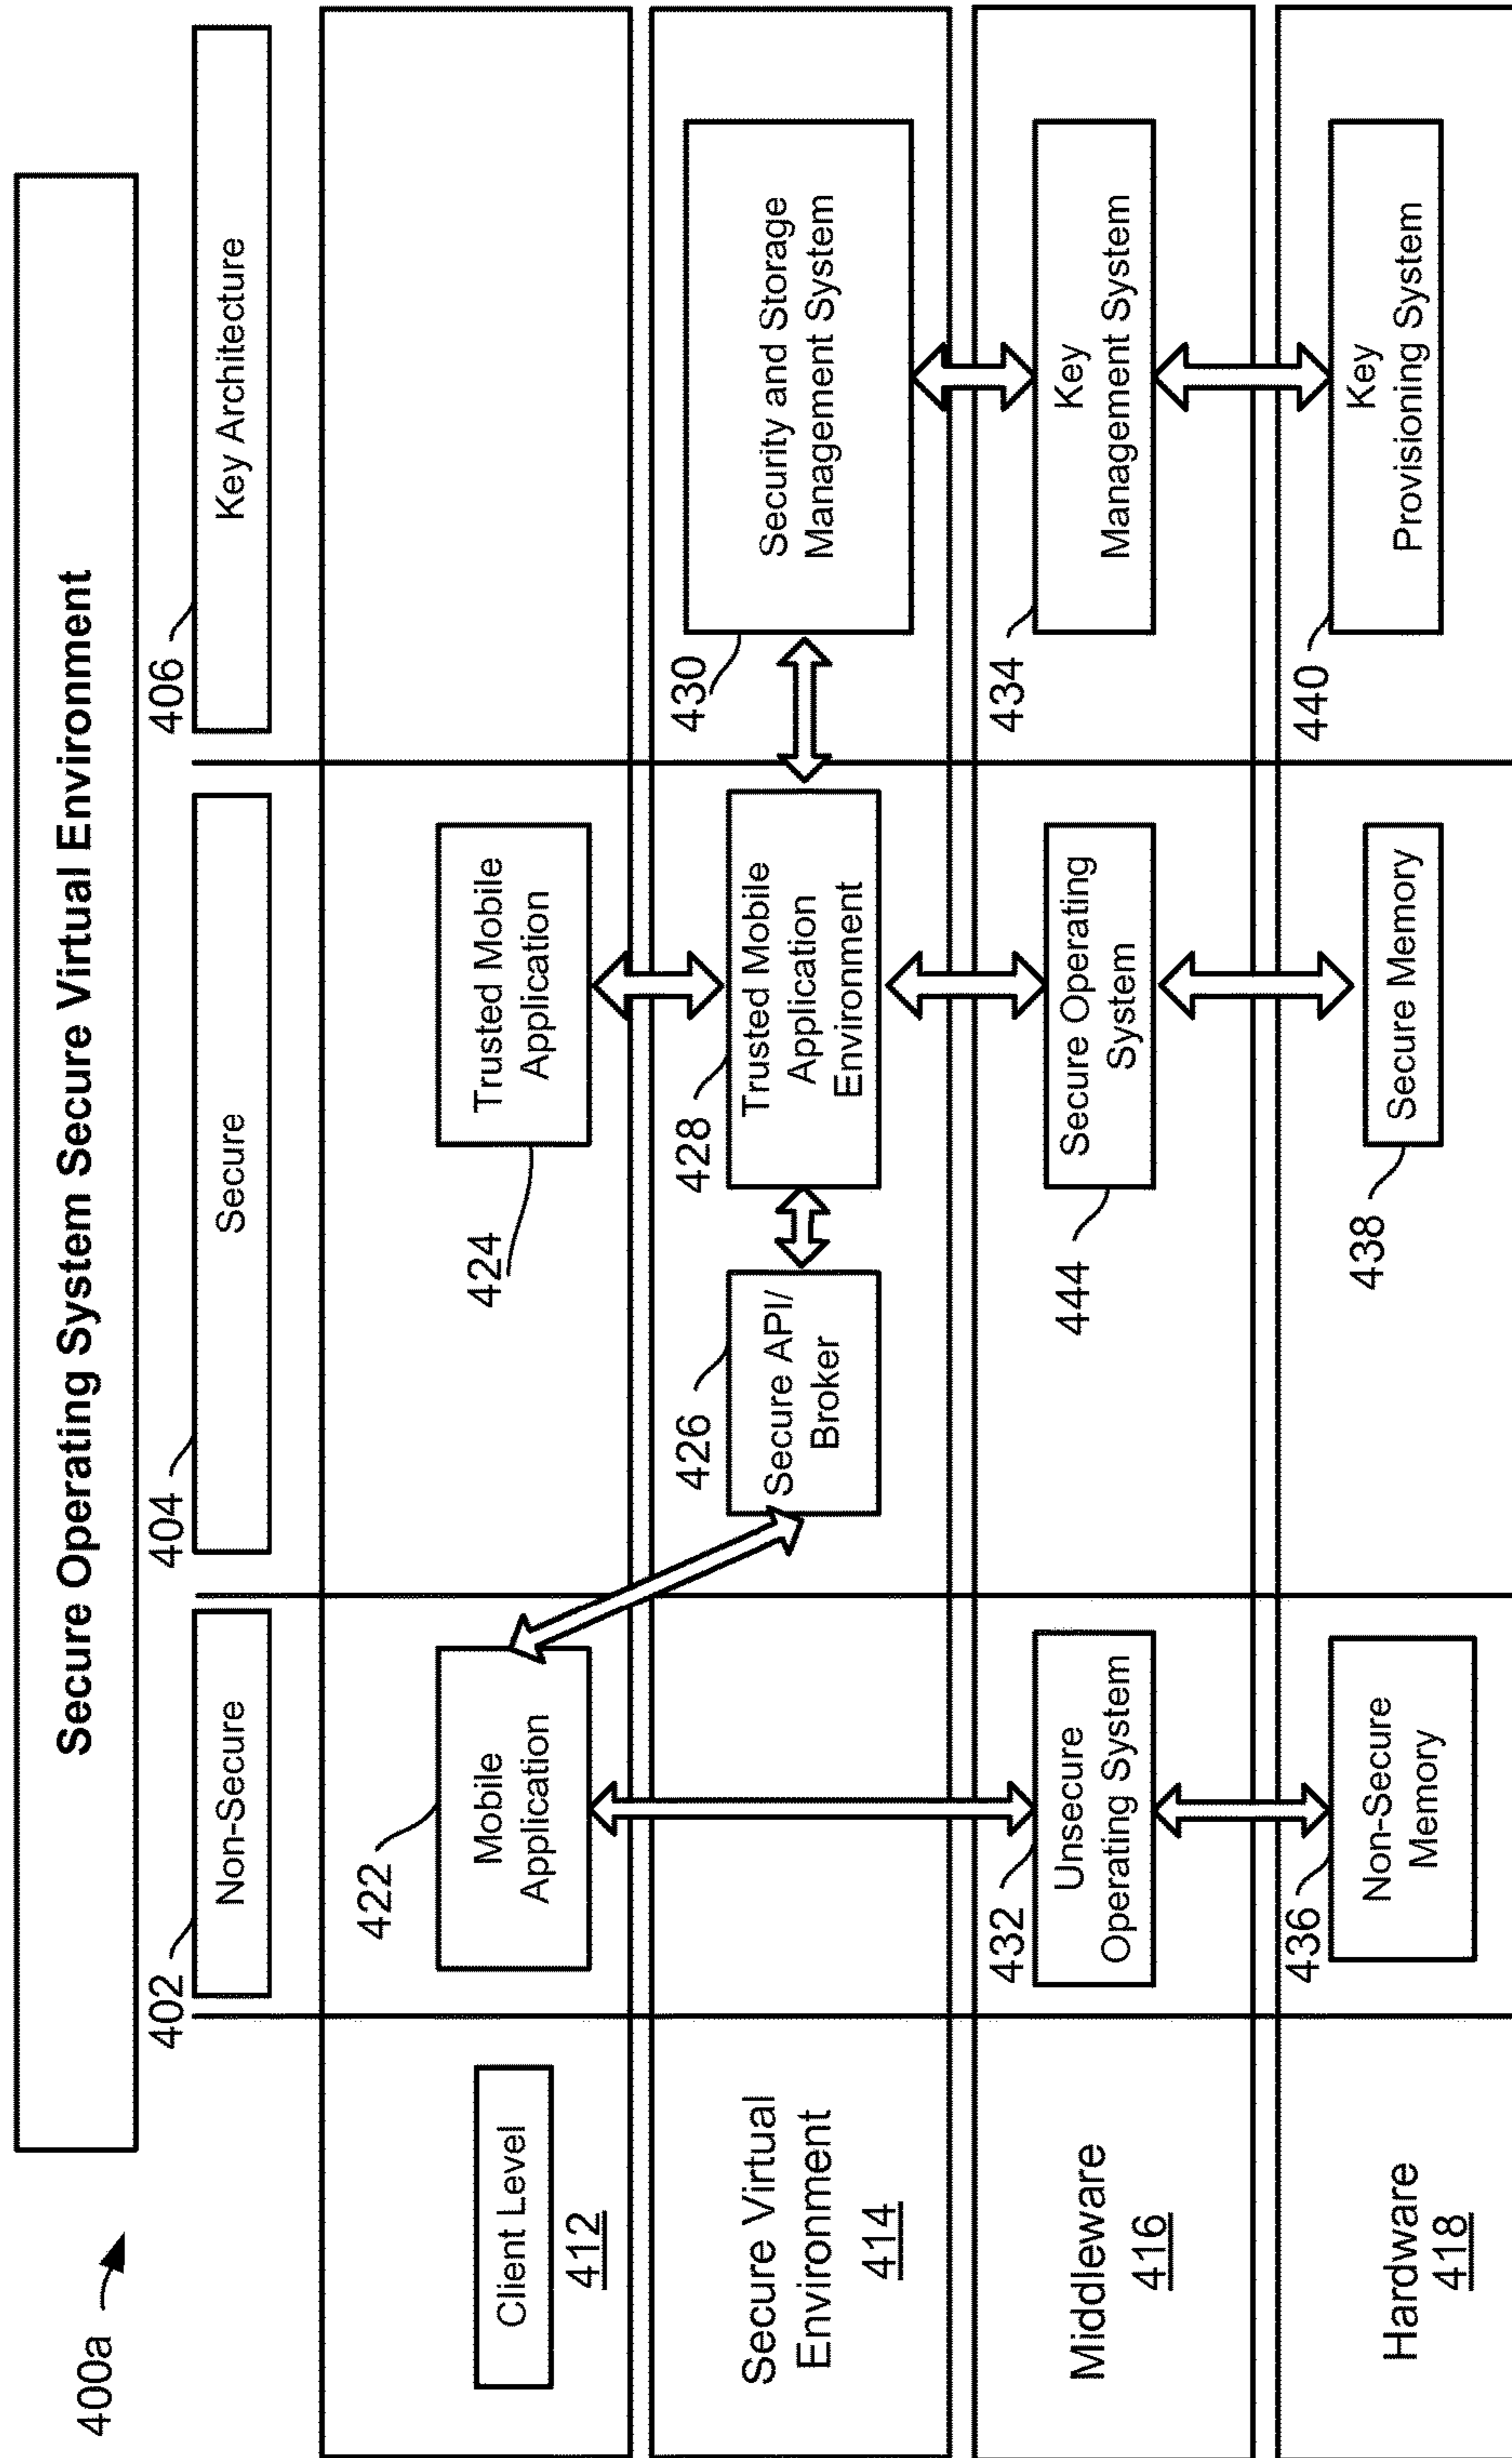 400a
Secure Operating System Secure Virtual Environment
402
404
406
Non-Secure
Secure
Key Architecture
Client Level
412
422
Mobile
Application
424
Trusted Mobile
Application
Secure Virtual
Environment
414
426
Secure API/
Broker
428
Trusted Mobile
Application
Environment
430
Security and Storage
Management System
Middleware
416
432
Unsecure
Operating System
444
Secure Operating
System
434
Key
Management System
Hardware
418
436
Non-Secure
Memory
438
Secure Memory
440
Key
Provisioning System